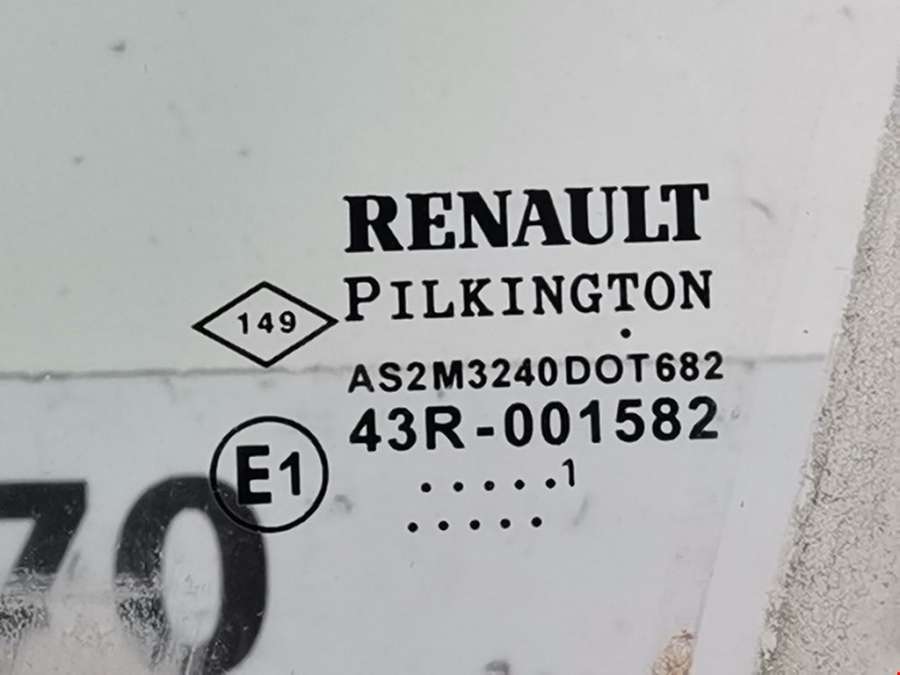 RENAULT
PILKINGTON
149
AS2M3240DOT682
43R-001582
E1
.....1
.....
70